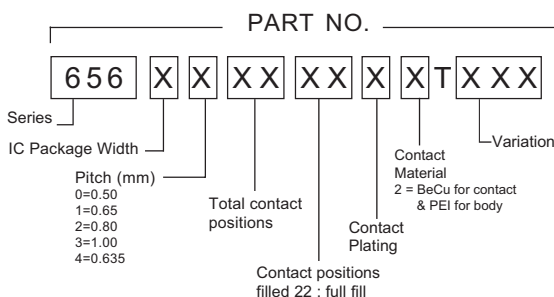 PART NO.
656 X X XX XX X X T XXX
Series
IC Package Width
Pitch (mm)
0=0.50
1=0.65
2=0.80
3=1.00
4=0.635
Total contact
positions
Contact positions
filled 22 : full fill
Contact
Plating
Contact
Material
2 = BeCu for contact
& PEI for body
Variation